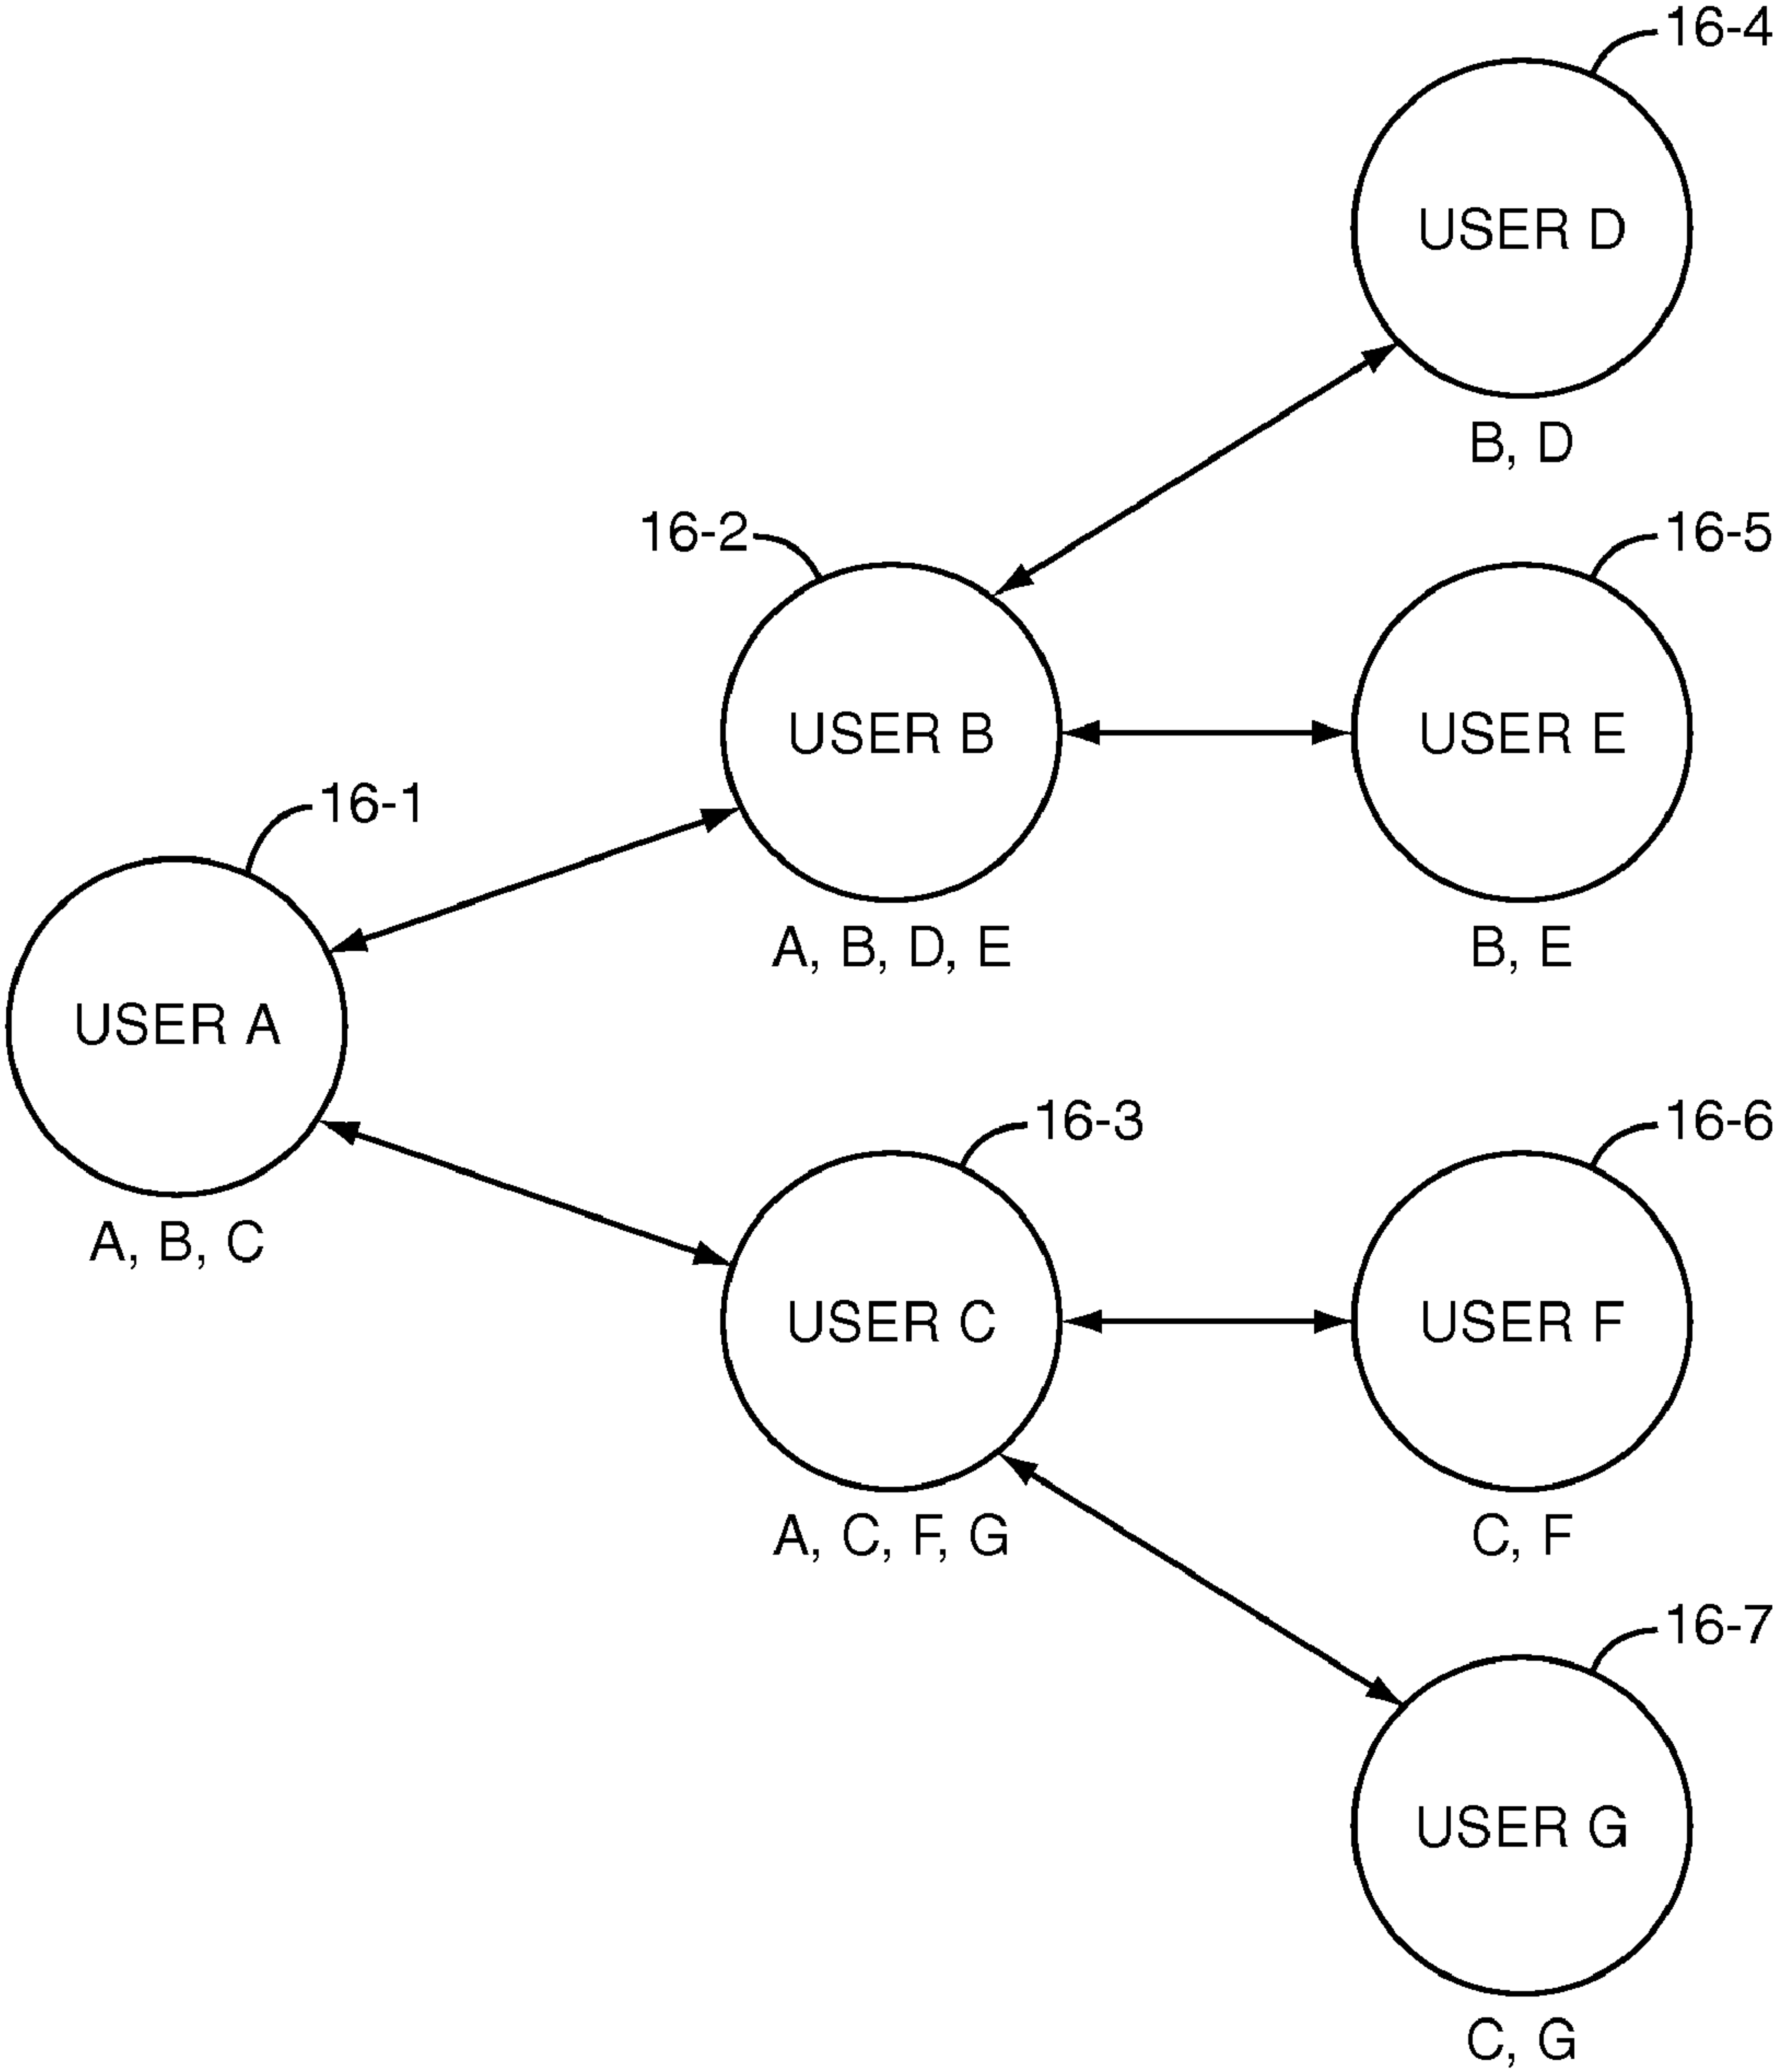 16-4
USER D
B, D
16-2
16-5
USER B
USER E
A, B, D, E
B, E
16-1
USER A
A, B, C
16-3
16-6
USER C
USER F
A, C, F, G
C, F
16-7
USER G
C, G